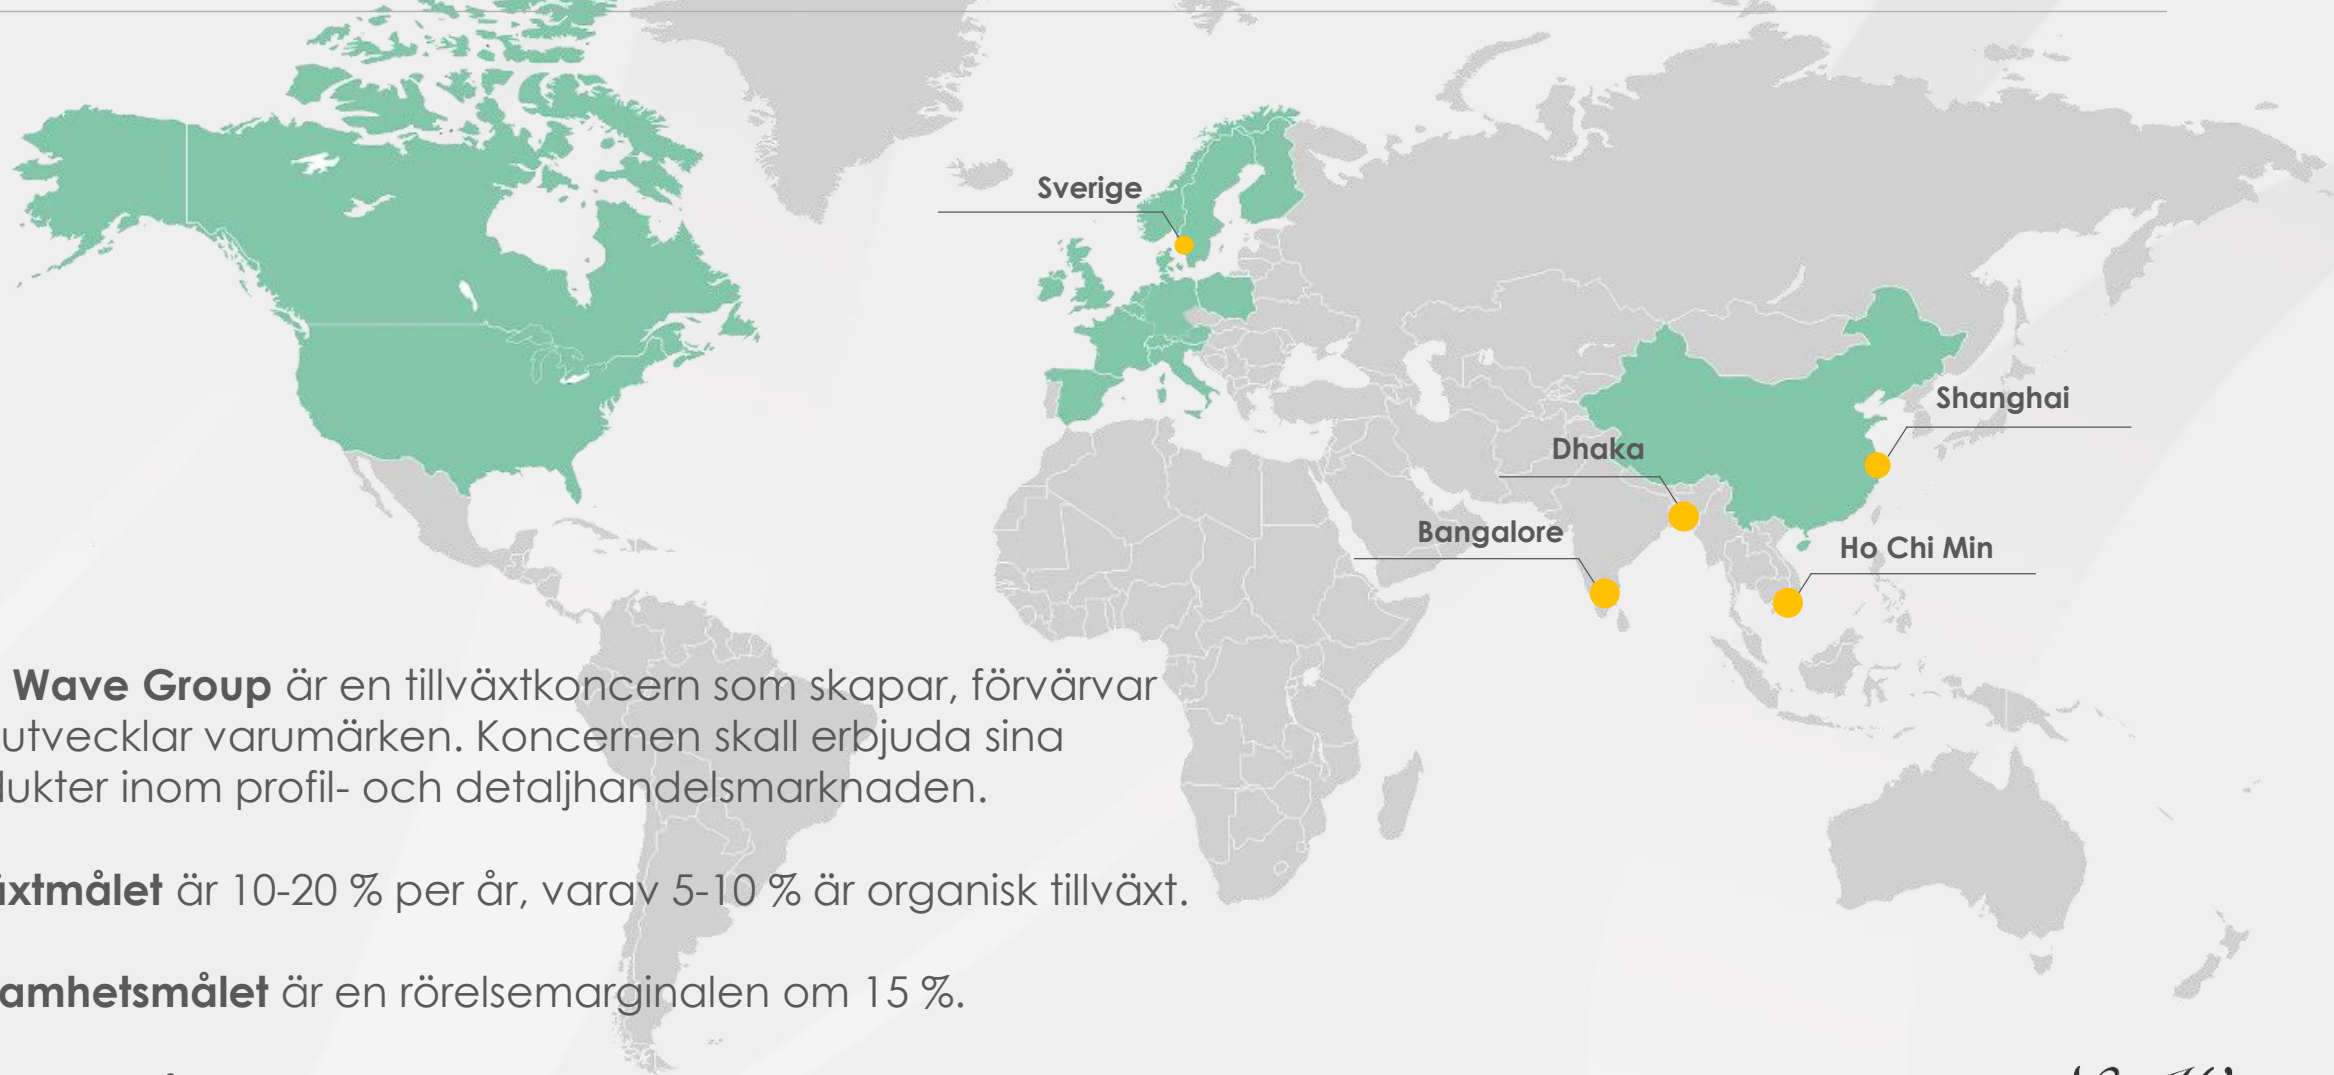 Sverige
Shanghai
Dhaka
Bangalore
Ho Chi Min
Wave Group är en tillväxtkoncern som skapar, förvärvar
utvecklar varumärken. Koncernen skall erbjuda sina
dukter inom profil- och detaljhandelsmarknaden.
äxtmålet är 10-20 % per år, varav 5-10 % är organisk tillväxt.
amhetsmålet är en rörelsemarginalen om 15 %.